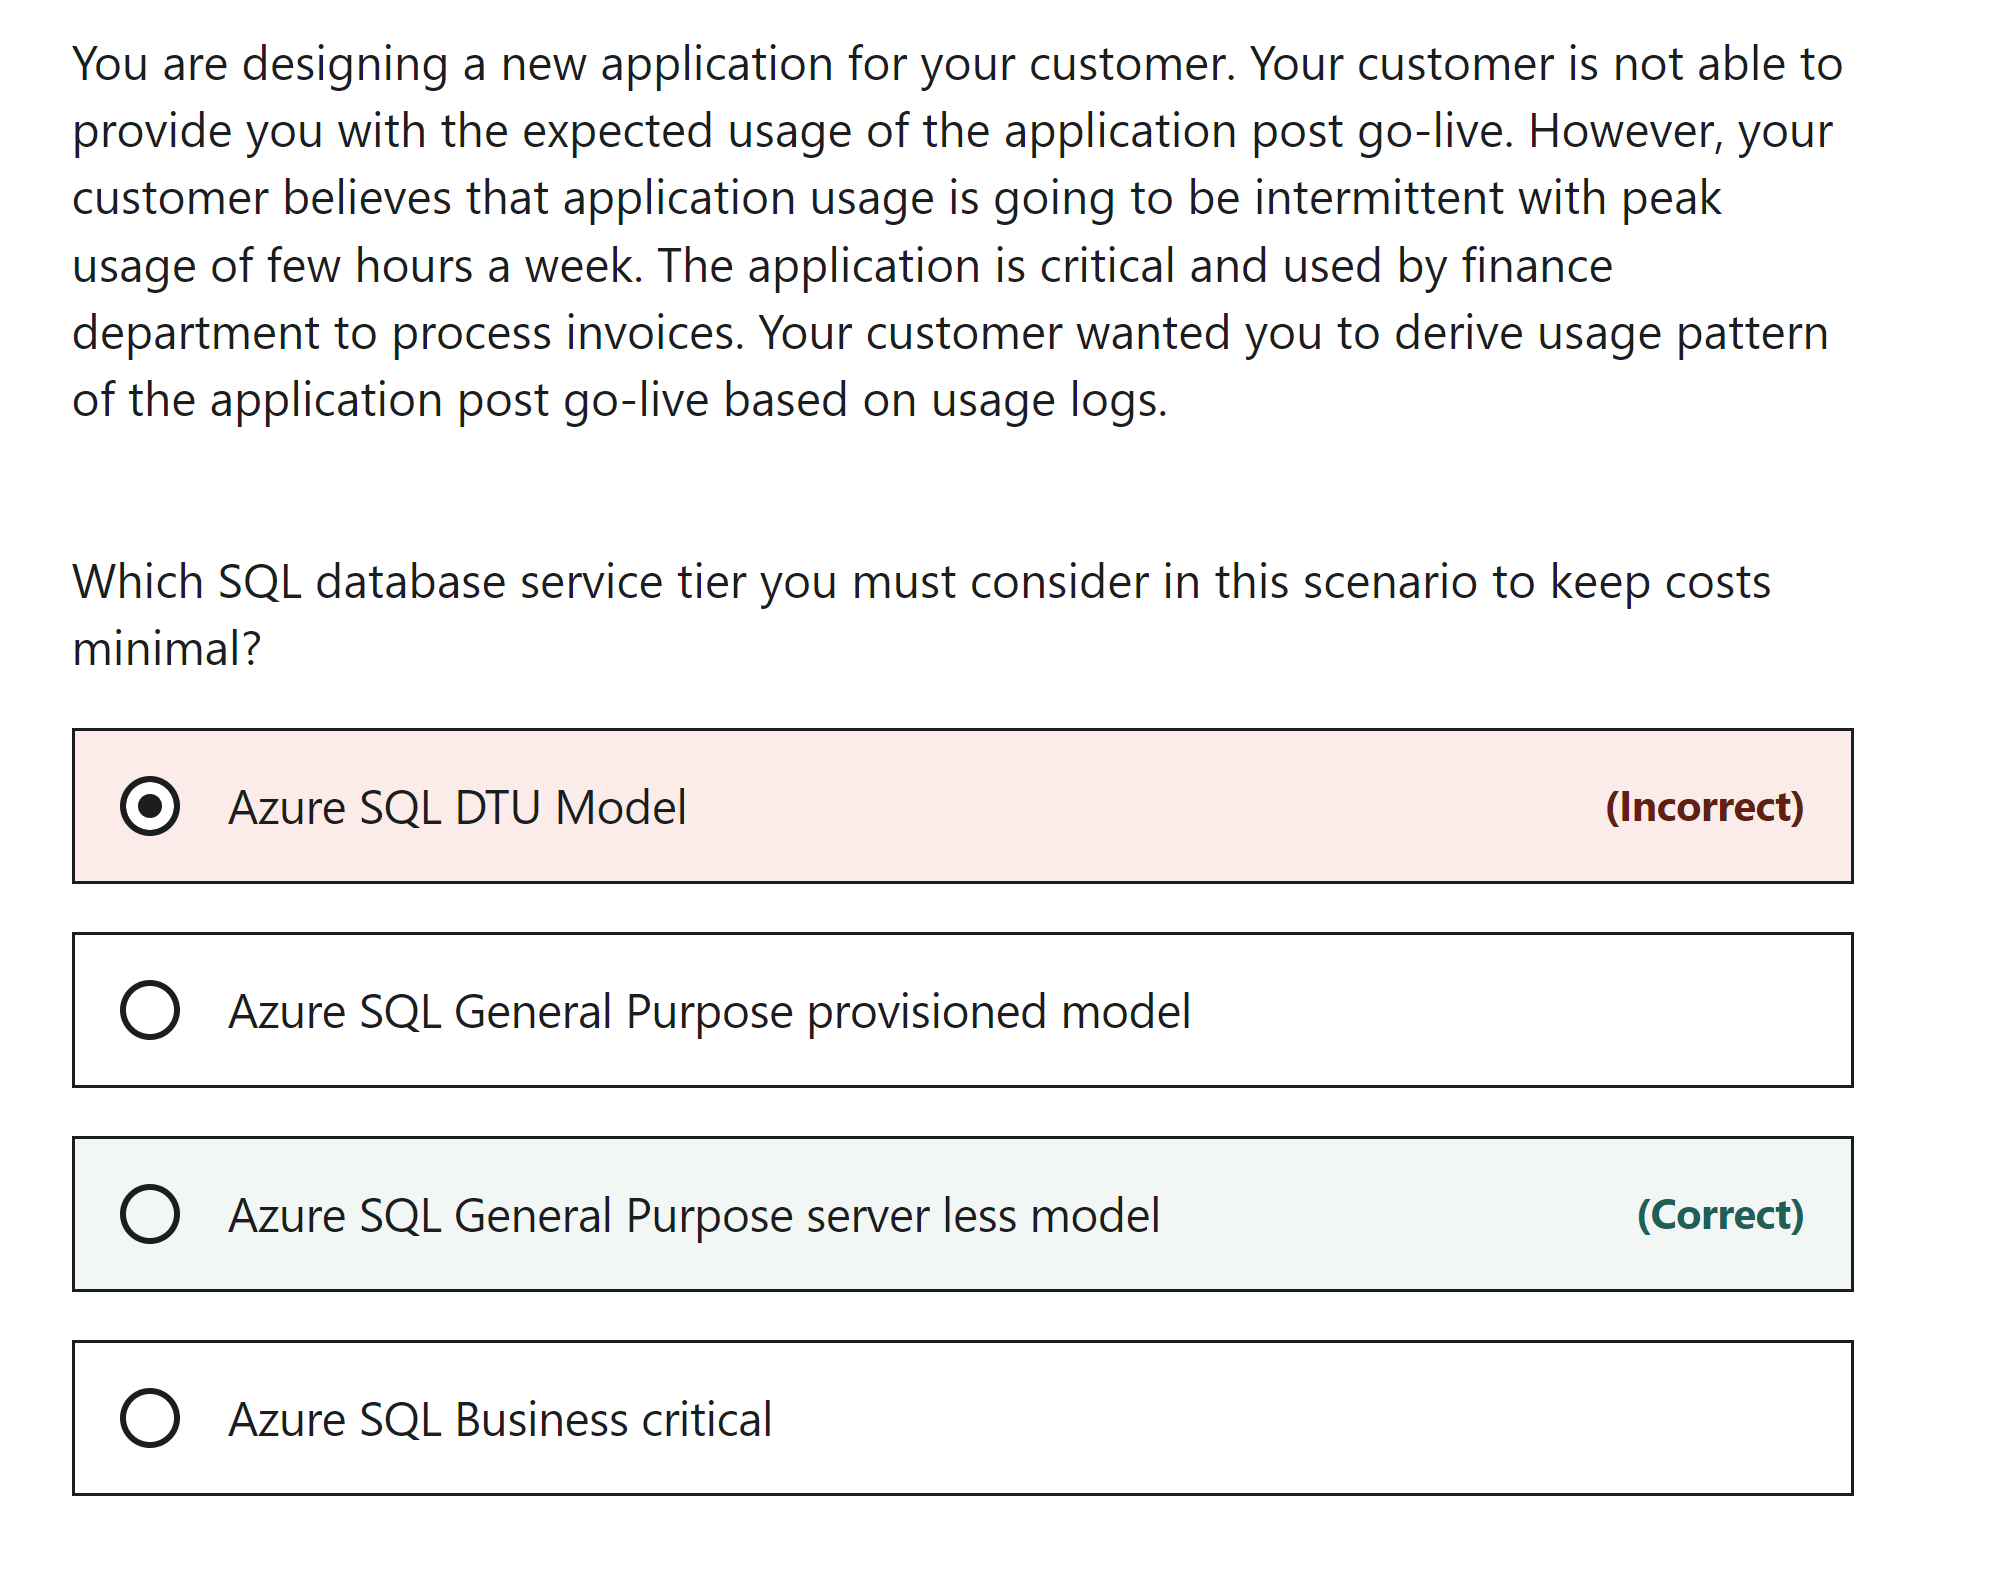 You are designing a new application for your customer. Your customer is not able to
provide you with the expected usage of the application post go-live. However, your
customer believes that application usage is going to be intermittent with peak
usage of few hours a week. The application is critical and used by finance
department to process invoices. Your customer wanted you to derive usage pattern
of the application post go-live based on usage logs.
Which SQL database service tier you must consider in this scenario to keep costs
minimal?
Azure SQL DTU Model (Incorrect)
Azure SQL General Purpose provisioned model
Azure SQL General Purpose server less model (Correct)
Azure SQL Business critical